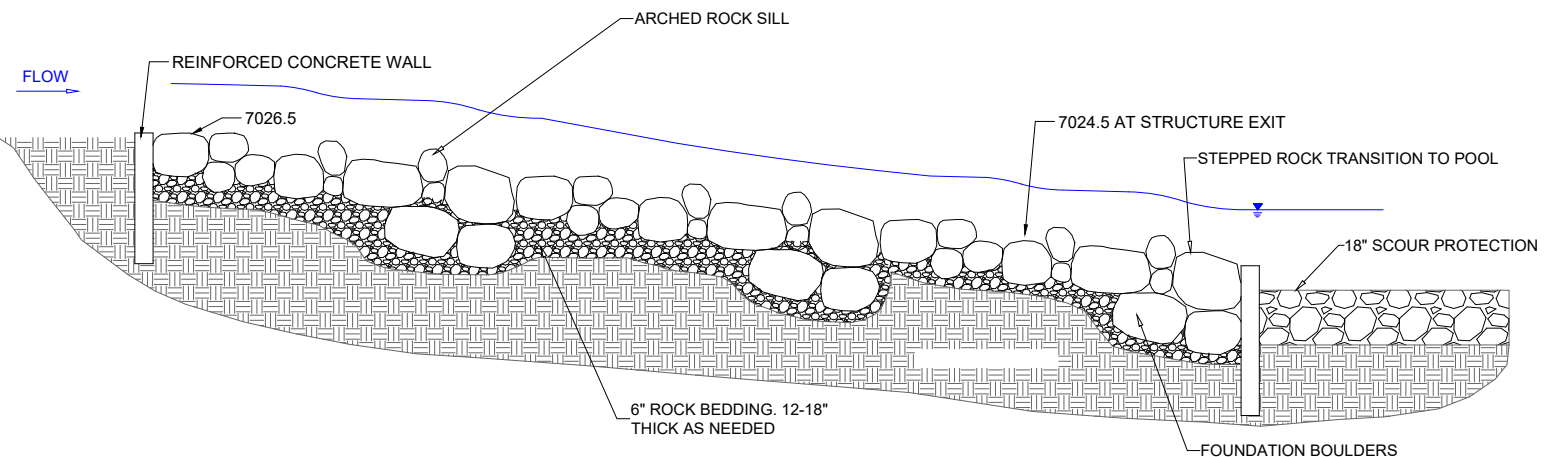 ARCHED ROCK SILL
REINFORCED CONCRETE WALL
FLOW
7026.5
7024.5 AT STRUCTURE EXIT
STEPPED ROCK TRANSITION TO POOL
18" SCOUR PROTECTION
6" ROCK BEDDING. 12-18"
THICK AS NEEDED
FOUNDATION BOULDERS